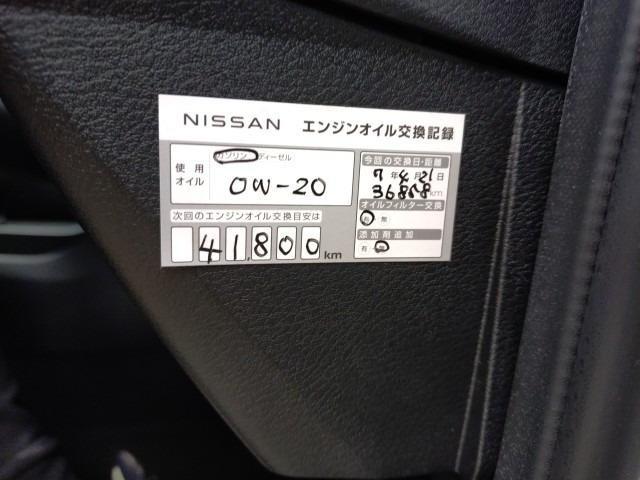 NISSAN エンジンオイル交換記録
ガソリン ディーゼル
使用オイル 0W-20
今回の交換日・距離
7年4月21日
km
オイルフィルター交換
無
次回のエンジンオイル交換目安は
41,800 km
添加剤追加
有